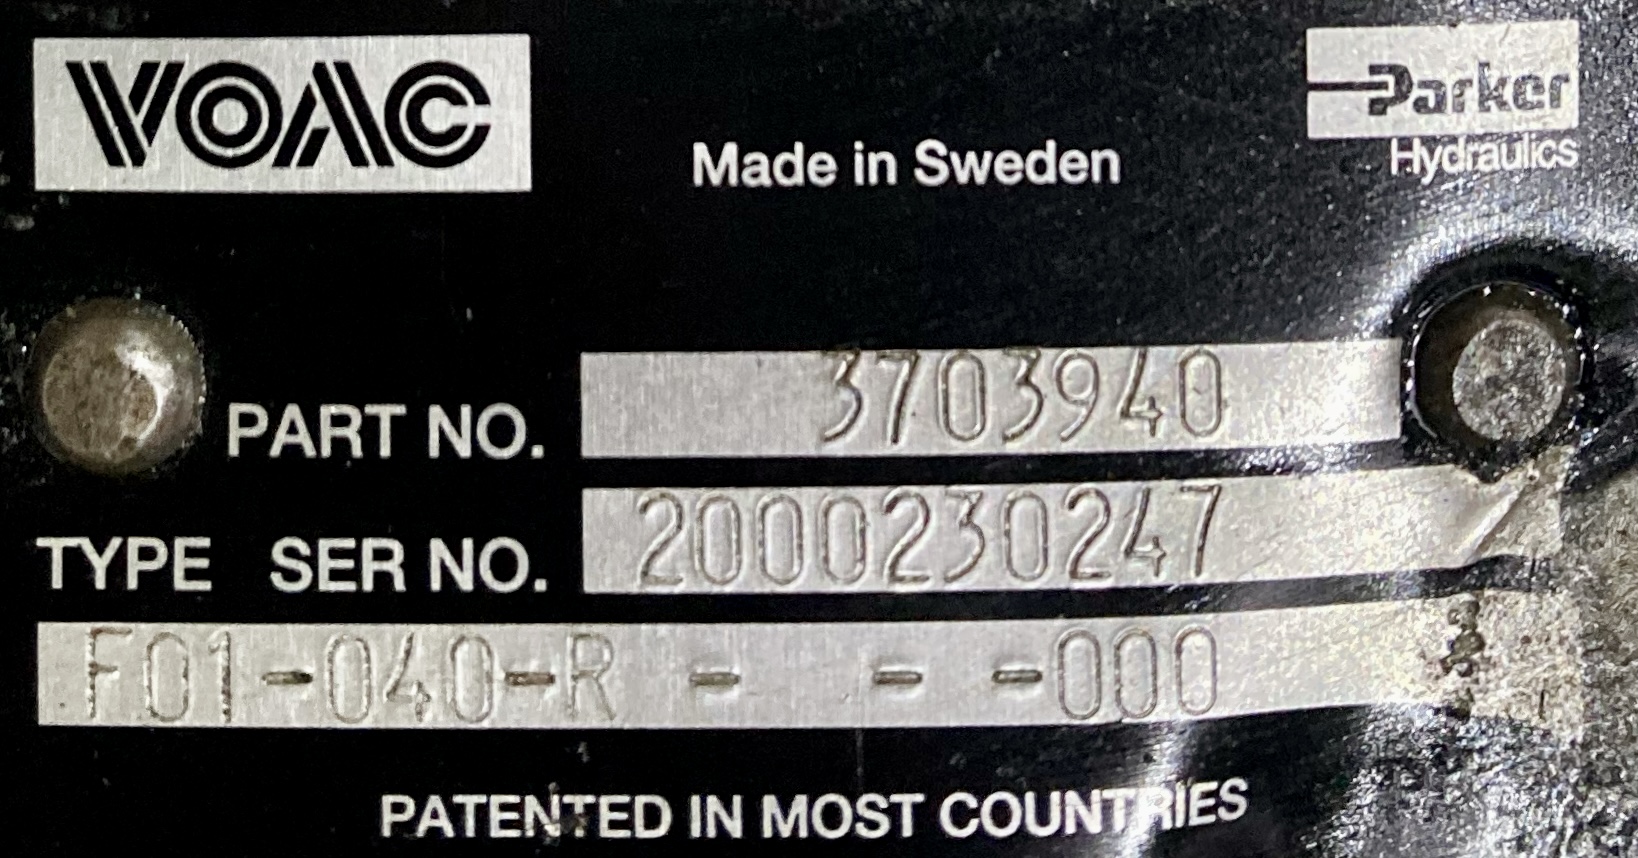 VOAC
Parker
Hydraulics
Made in Sweden
PART NO. 3703940
TYPE SER NO. 2000230247
F01-040-R - - -000
PATENTED IN MOST COUNTRIES